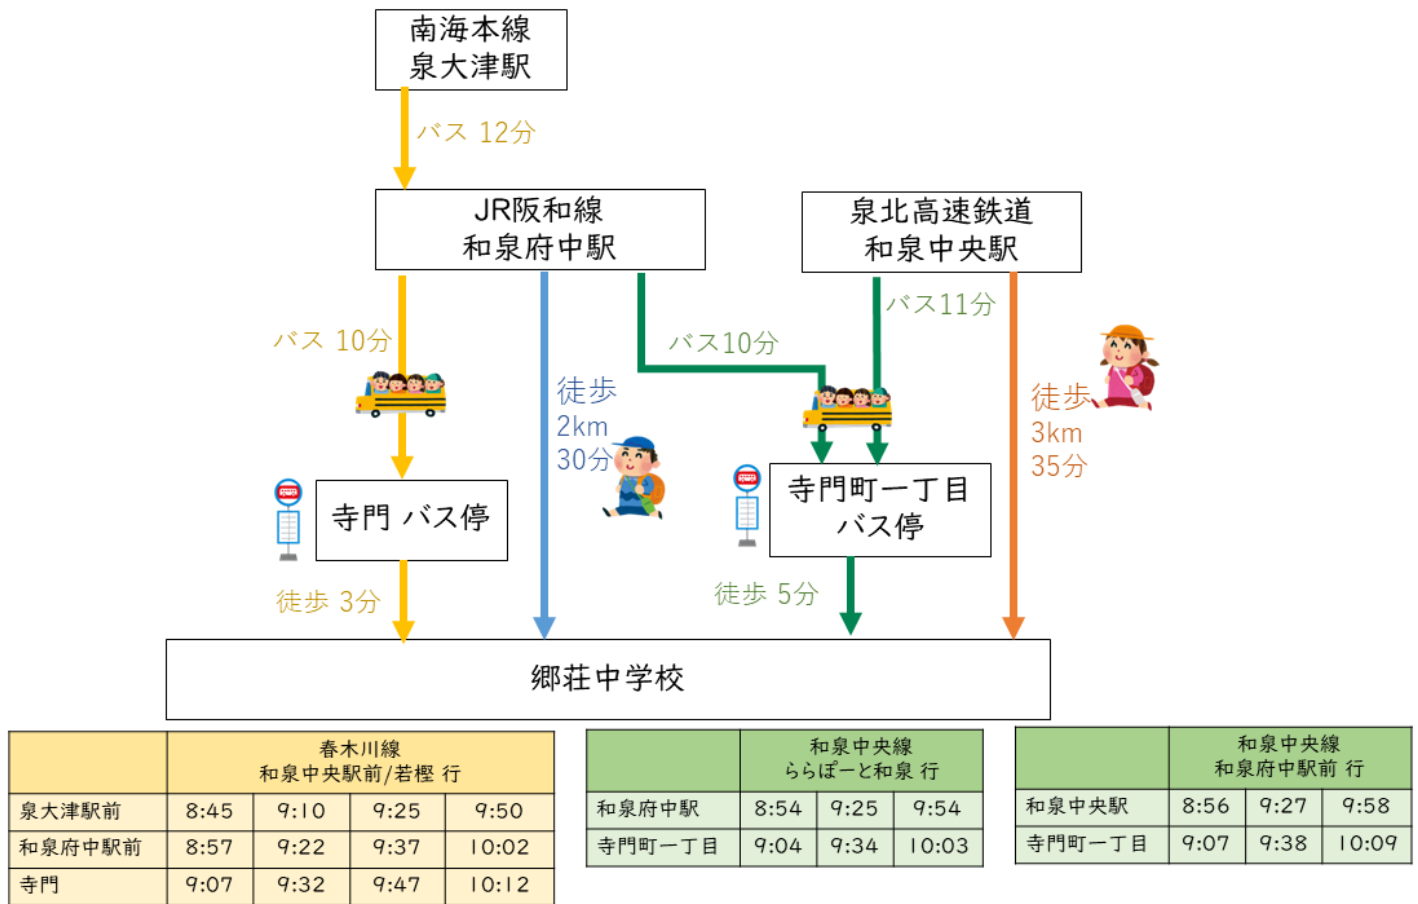 南海本線
泉大津駅
バス 12分
JR阪和線
和泉府中駅
泉北高速鉄道
和泉中央駅
バス 10分
バス10分
バス11分
徒歩
2km
30分
徒歩
3km
35分
寺門 バス停
寺門町一丁目
バス停
徒歩 3分
徒歩 5分
郷荘中学校
春木川線
和泉中央駅前/若樫 行
泉大津駅前 8:45 9:10 9:25 9:50
和泉府中駅前 8:57 9:22 9:37 10:02
寺門 9:07 9:32 9:47 10:12
和泉中央線
ららぽーと和泉 行
和泉府中駅 8:54 9:25 9:54
寺門町一丁目 9:04 9:34 10:03
和泉中央線
和泉府中駅前 行
和泉中央駅 8:56 9:27 9:58
寺門町一丁目 9:07 9:38 10:09